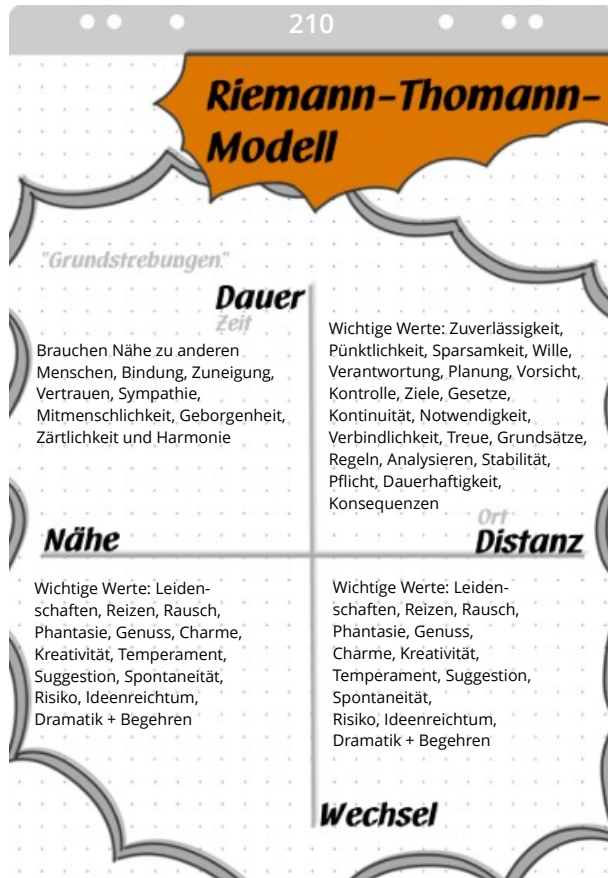 210
Riemann-Thomann-
Modell
"Grundstrebungen"
Dauer
Zeit
Brauchen Nähe zu anderen
Menschen, Bindung, Zuneigung,
Vertrauen, Sympathie,
Mitmenschlichkeit, Geborgenheit,
Zärtlichkeit und Harmonie
Wichtige Werte: Zuverlässigkeit,
Pünktlichkeit, Sparsamkeit, Wille,
Verantwortung, Planung, Vorsicht,
Kontrolle, Ziele, Gesetze,
Kontinuität, Notwendigkeit,
Verbindlichkeit, Treue, Grundsätze,
Regeln, Analysieren, Stabilität,
Pflicht, Dauerhaftigkeit,
Konsequenzen
Nähe
Ort
Distanz
Wichtige Werte: Leiden-
schaften, Reizen, Rausch,
Phantasie, Genuss, Charme,
Kreativität, Temperament,
Suggestion, Spontaneität,
Risiko, Ideenreichtum,
Dramatik + Begehren
Wichtige Werte: Leiden-
schaften, Reizen, Rausch,
Phantasie, Genuss,
Charme, Kreativität,
Temperament, Suggestion,
Spontaneität,
Risiko, Ideenreichtum,
Dramatik + Begehren
Wechsel